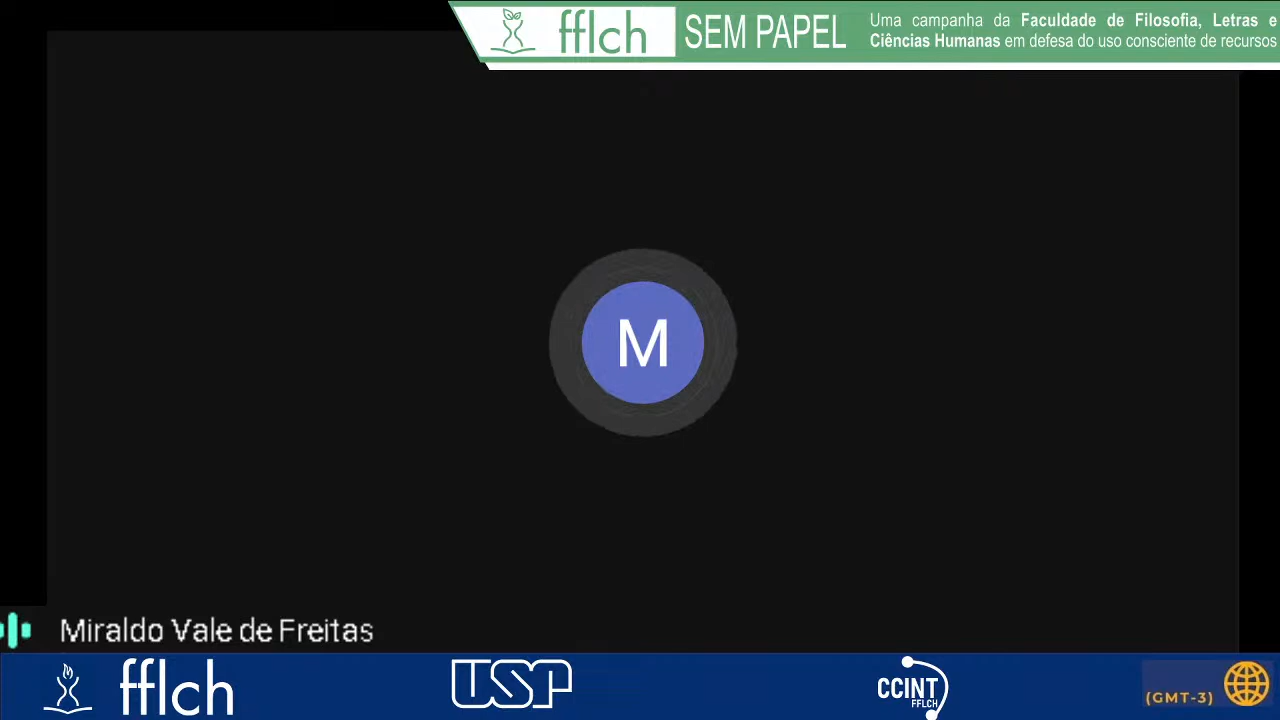 fflch SEM PAPEL
Uma campanha da Faculdade de Filosofia, Letras e
Ciências Humanas em defesa do uso consciente de recursos
M
Miraldo Vale de Freitas
fflch
USP
CCINT
FFLCH
(GMT-3)